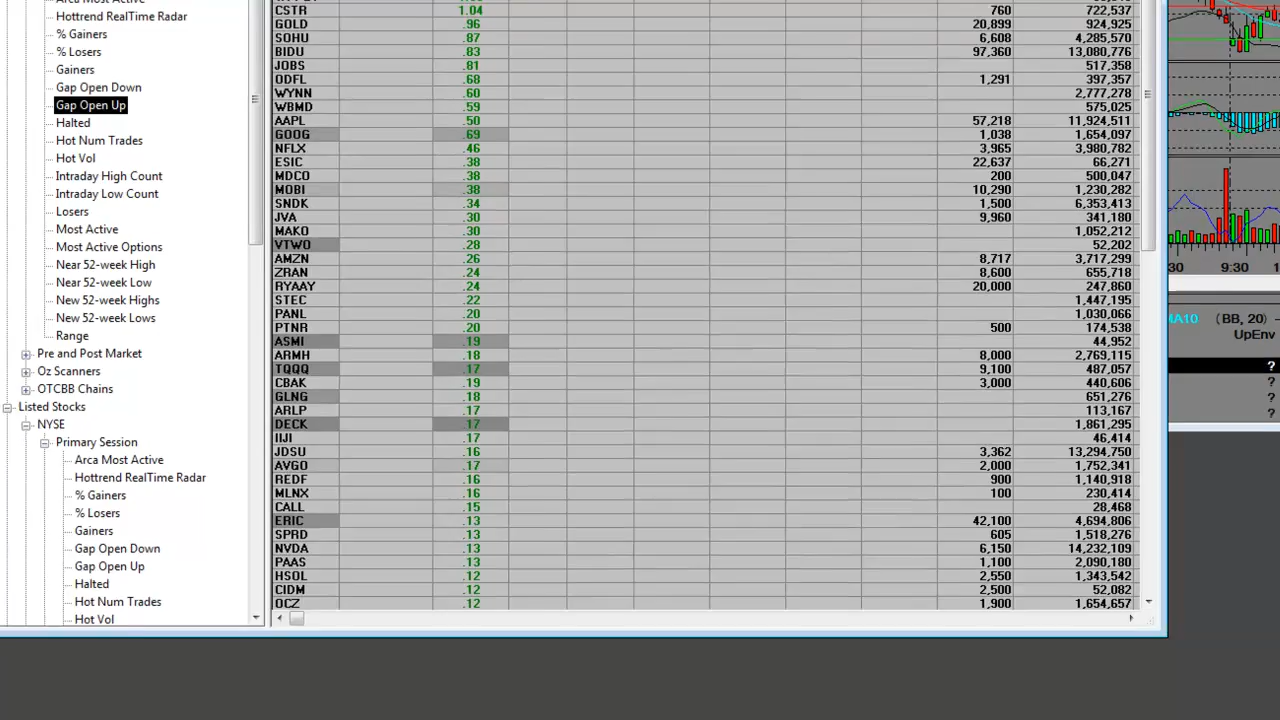 Hottrend RealTime Radar
% Gainers
% Losers
Gainers
Gap Open Down
Gap Open Up
Halted
Hot Num Trades
Hot Vol
Intraday High Count
Intraday Low Count
Losers
Most Active
Most Active Options
Near 52-week High
Near 52-week Low
New 52-week Highs
New 52-week Lows
Range
Pre and Post Market
Oz Scanners
OTCBB Chains
Listed Stocks
NYSE
Primary Session
Arca Most Active
Hottrend RealTime Radar
% Gainers
% Losers
Gainers
Gap Open Down
Gap Open Up
Halted
Hot Num Trades
Hot Vol
CSTR 1.04 760 722,537
GOLD .96 20,899 924,925
SOHU .87 6,608 4,285,570
BIDU .83 97,360 13,080,776
JOBS .81 517,358
ODFL .68 1,291 397,357
WYNN .60 2,777,278
WBMD .59 575,025
AAPL .50 57,218 11,924,511
GOOG .69 1,038 1,654,097
NFLX .46 3,965 3,980,782
ESIC .38 22,637 66,271
MDCO .38 200 500,047
MOBI .38 10,290 1,230,282
SNDK .34 1,500 6,353,413
JVA .30 9,960 341,180
MAKO .30 1,052,212
VTWO .28 52,202
AMZN .26 8,717 3,717,299
ZRAN .24 8,600 655,718
RYAAY .24 20,000 247,860
STEC .22 1,447,195
PANL .20 1,030,066
PTNR .20 500 174,538
ASMI .19 44,952
ARMH .18 8,000 2,769,115
TQQQ .17 9,100 487,057
CBAK .19 3,000 440,606
GLNG .18 651,276
ARLP .17 113,167
DECK .17 1,861,295
IIJI .17 46,414
JDSU .16 3,362 13,294,750
AVGO .17 2,000 1,752,341
REDF .16 900 1,140,918
MLNX .16 100 230,414
CALL .15 28,468
ERIC .13 42,100 4,694,806
SPRD .13 605 1,518,276
NVDA .13 6,150 14,232,109
PAAS .13 1,100 2,090,180
HSOL .12 2,550 1,343,542
CIDM .12 2,500 52,082
OCZ .12 1,900 1,654,657
30 9:30 1
MA10 (BB, 20) -
UpEnv
?
?
?
?